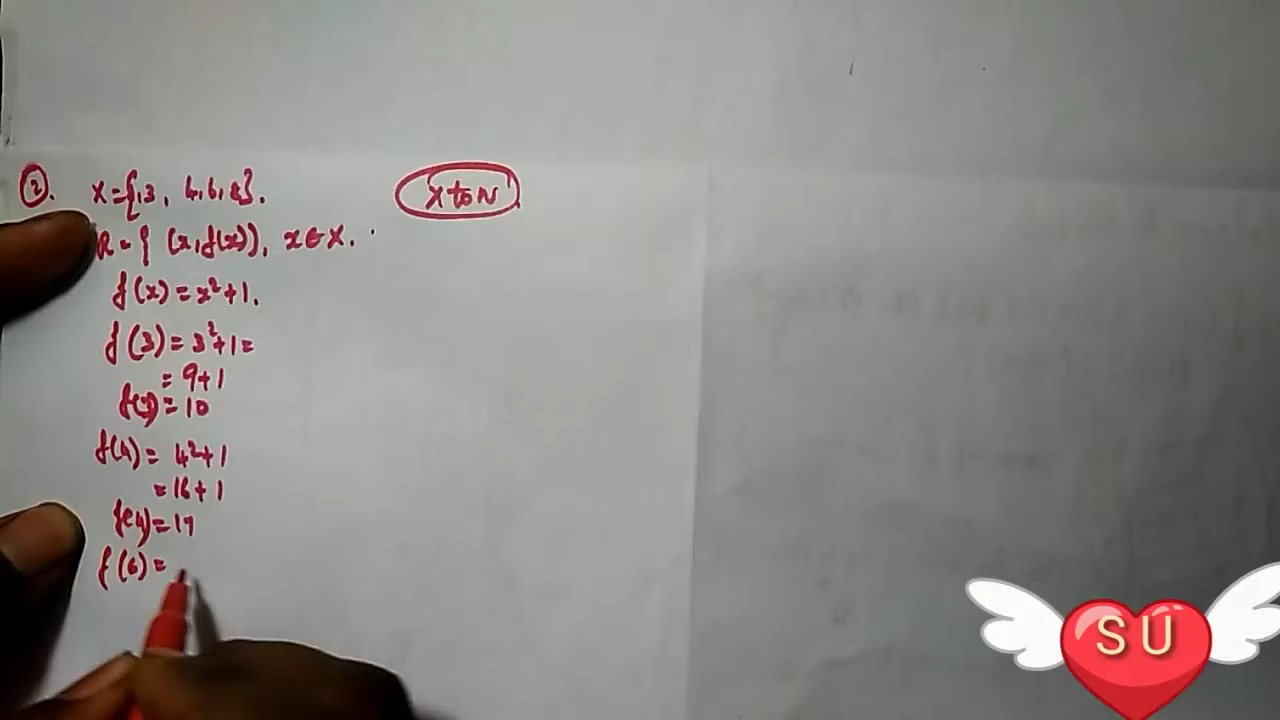 2. X={,3, 4,6,8}. X to N
R={ (x,f(x)), x∈X.
f(x)=x²+1.
f(3)=3²+1=
=9+1
f(3)=10
f(4)= 4²+1
=16+1
f(4)=17
f(6)=
SU